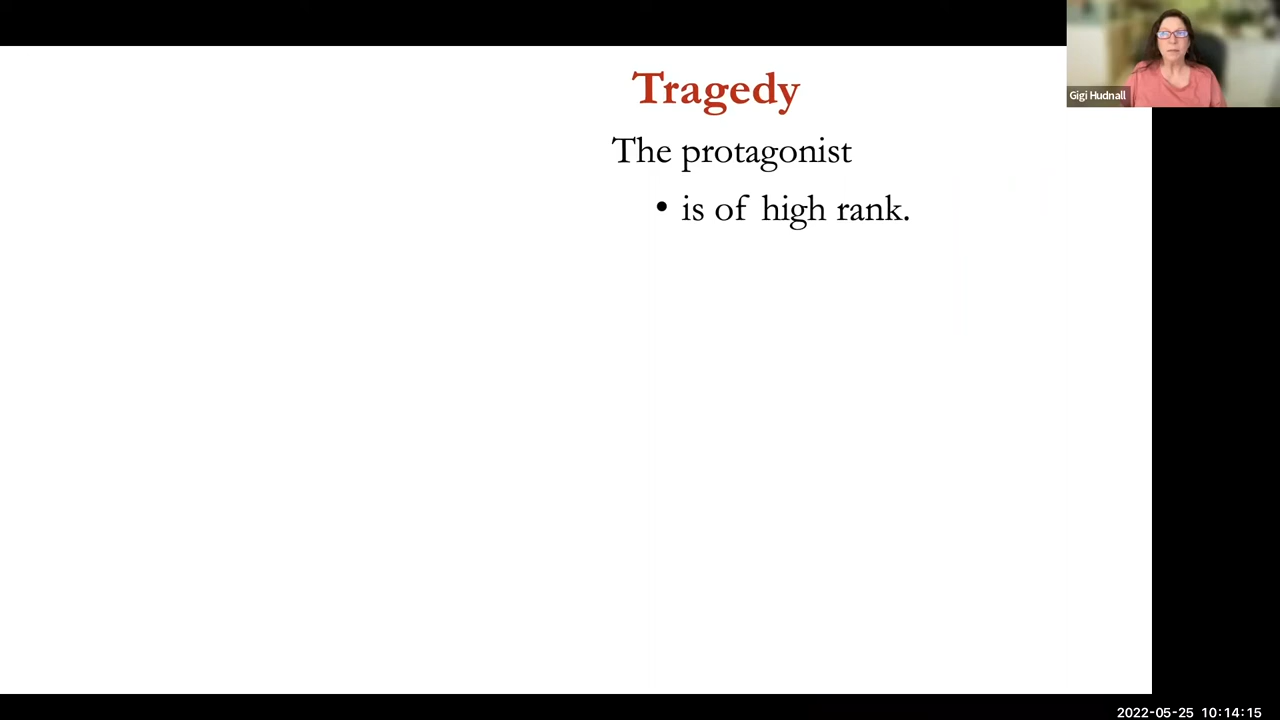 Tragedy
The protagonist
• is of high rank.
Gigi Hudnall
2022-05-25 10:14:15